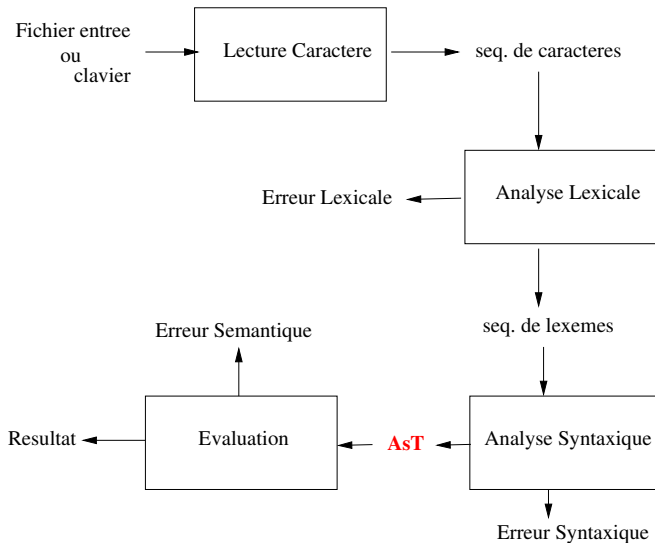 Fichier entree
ou
clavier
Lecture Caractere
seq. de caracteres
Erreur Lexicale
Analyse Lexicale
seq. de lexemes
Erreur Semantique
Resultat
Evaluation
AsT
Analyse Syntaxique
Erreur Syntaxique